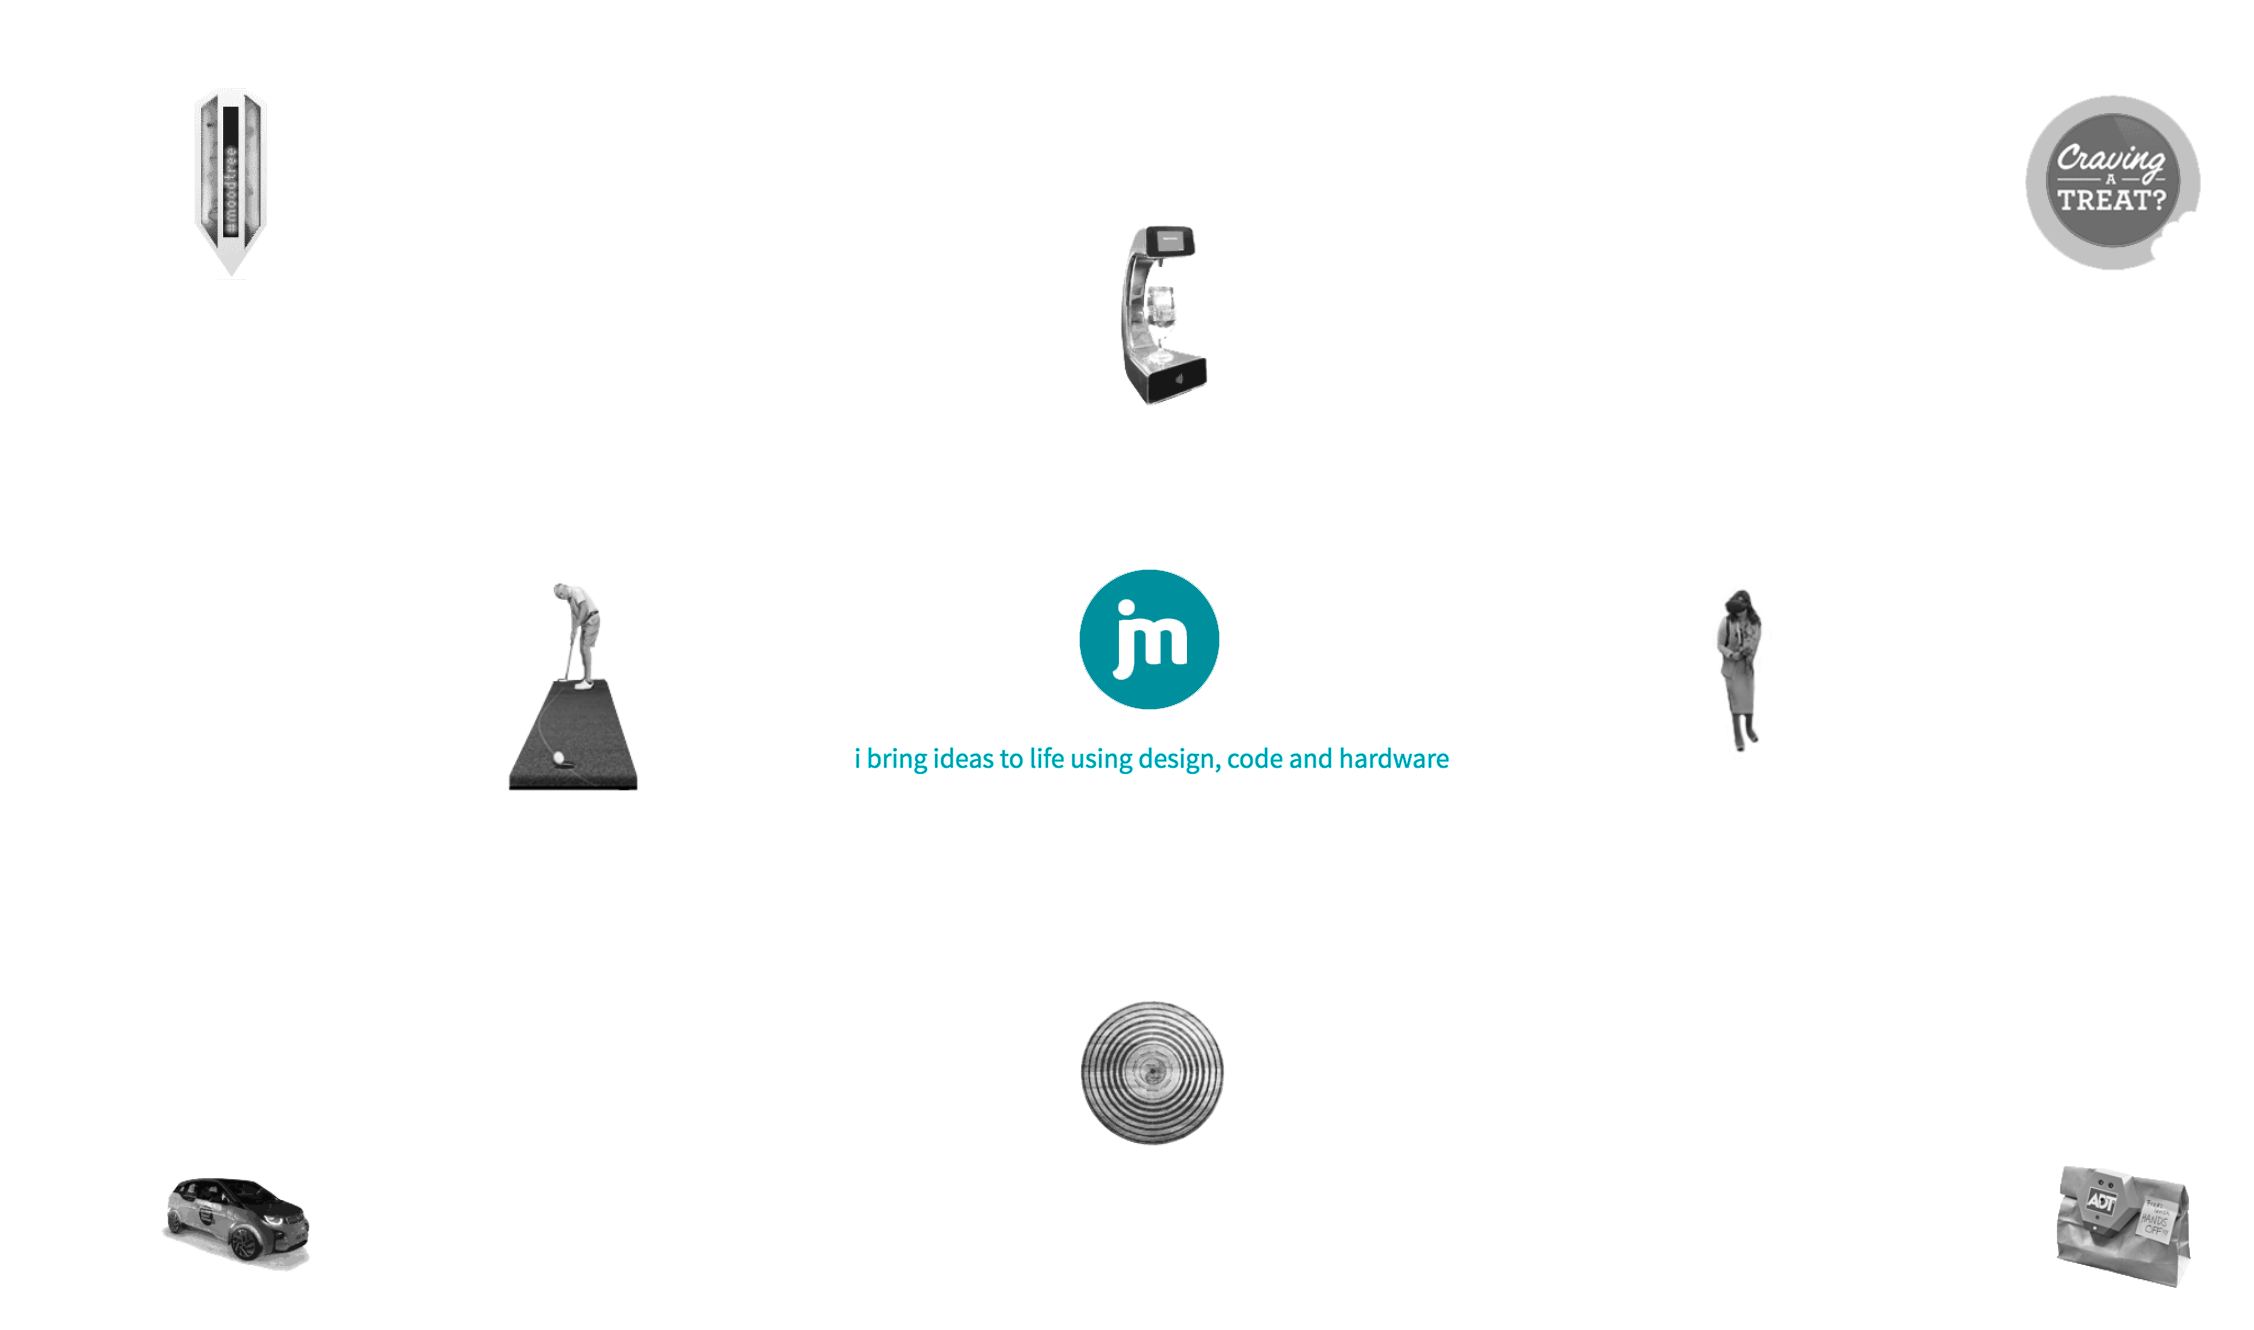 #moodtree
Craving
A
TREAT?
jm
i bring ideas to life using design, code and hardware
ADT
HANDS
OFF!!